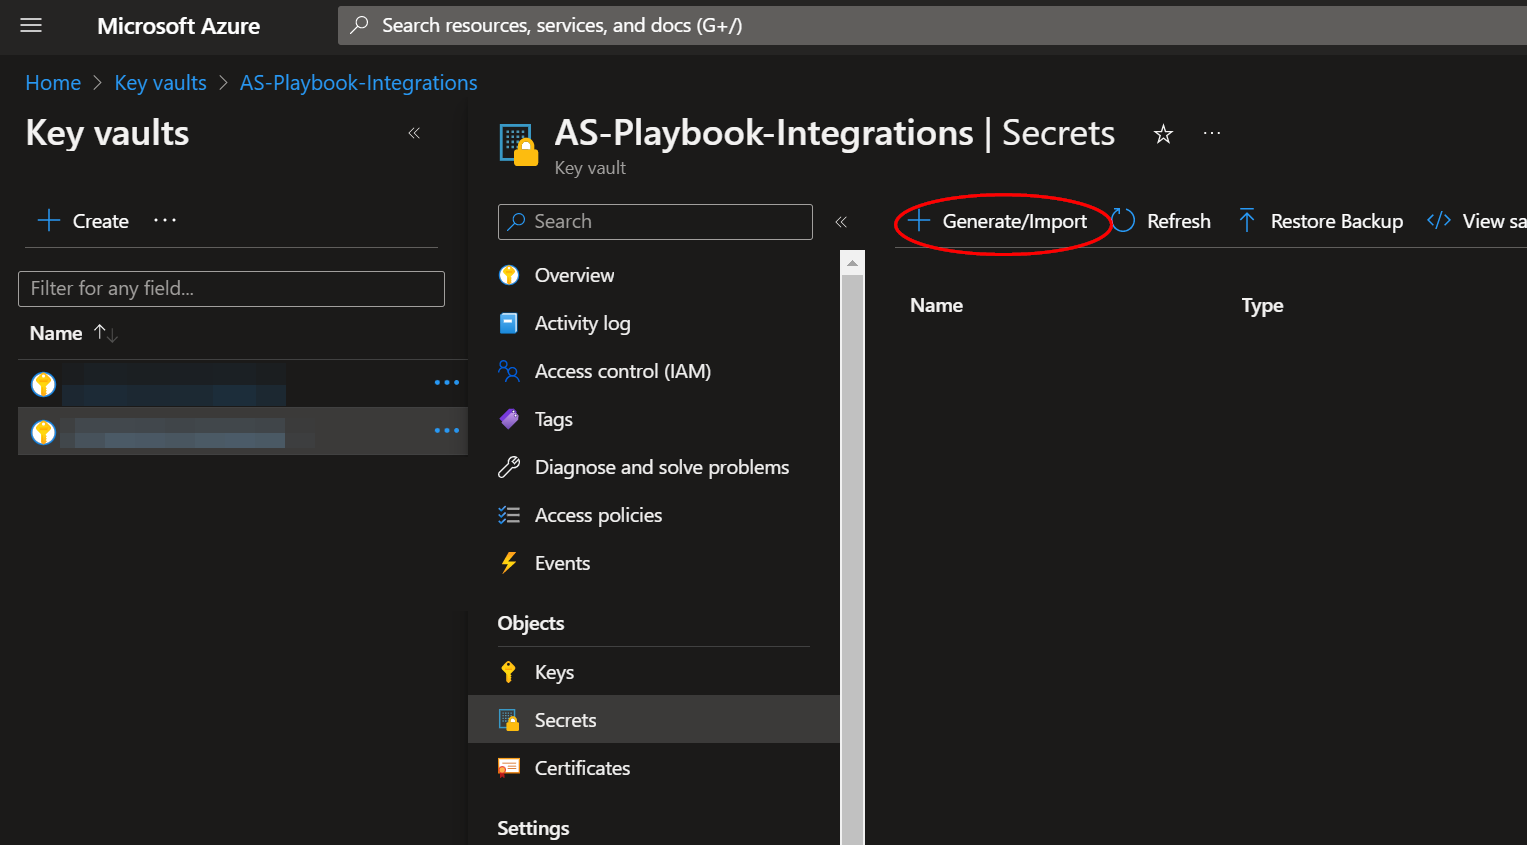 Microsoft Azure
Search resources, services, and docs (G+/)
Home > Key vaults > AS-Playbook-Integrations
Key vaults
«
+ Create ...
Filter for any field...
Name ↑↓
AS-Playbook-Integrations | Secrets
Key vault
Search
«
Overview
Activity log
Access control (IAM)
Tags
Diagnose and solve problems
Access policies
Events
Objects
Keys
Secrets
Certificates
Settings
+ Generate/Import Refresh Restore Backup </> View sa
Name Type